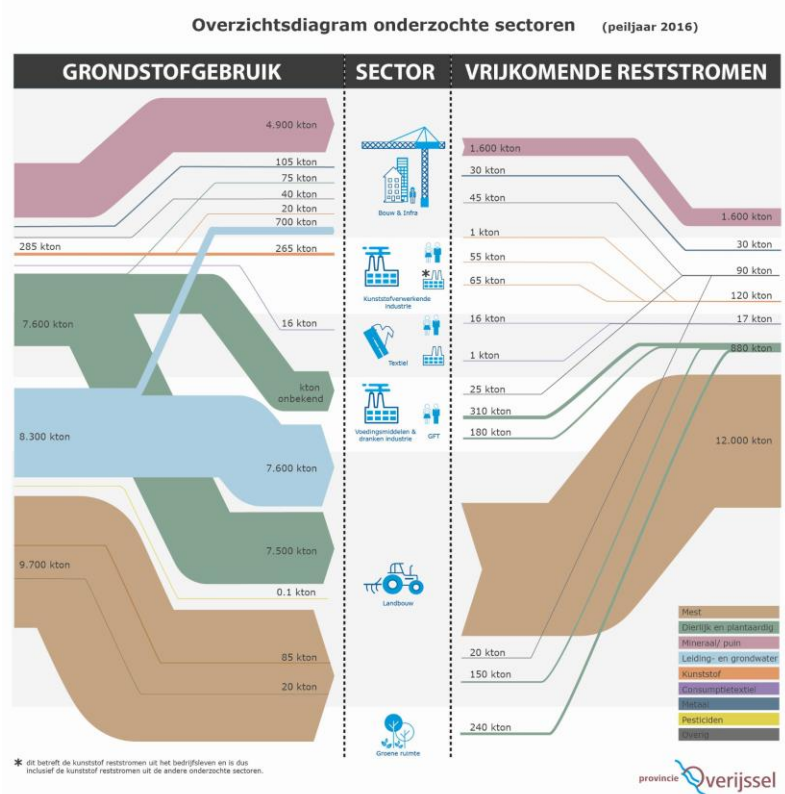 Overzichtsdiagram onderzochte sectoren (peiljaar 2016)
GRONDSTOFGEBRUIK
SECTOR
VRIJKOMENDE RESTSTROMEN
4.900 kton
105 kton
75 kton
40 kton
20 kton
700 kton
285 kton
265 kton
7.600 kton
16 kton
kton
onbekend
8.300 kton
7.600 kton
7.500 kton
9.700 kton
0.1 kton
85 kton
20 kton
Bouw & Infra
*
Kunststofverwerkende
industrie
Textiel
Voedingsmiddelen &
dranken industrie
GFT
Landbouw
Groene ruimte
1.600 kton
30 kton
45 kton
1 kton
55 kton
65 kton
16 kton
1 kton
25 kton
310 kton
180 kton
20 kton
150 kton
240 kton
1.600 kton
30 kton
90 kton
120 kton
17 kton
880 kton
12.000 kton
Mest
Dierlijk en plantaardig
Mineraal/ puin
Leiding- en grondwater
Kunststof
Consumptietextiel
Metaal
Pesticiden
Overig
* dit betreft de kunststof reststromen uit het bedrijfsleven en is dus
inclusief de kunststof reststromen uit de andere onderzochte sectoren.
provincie Overijssel